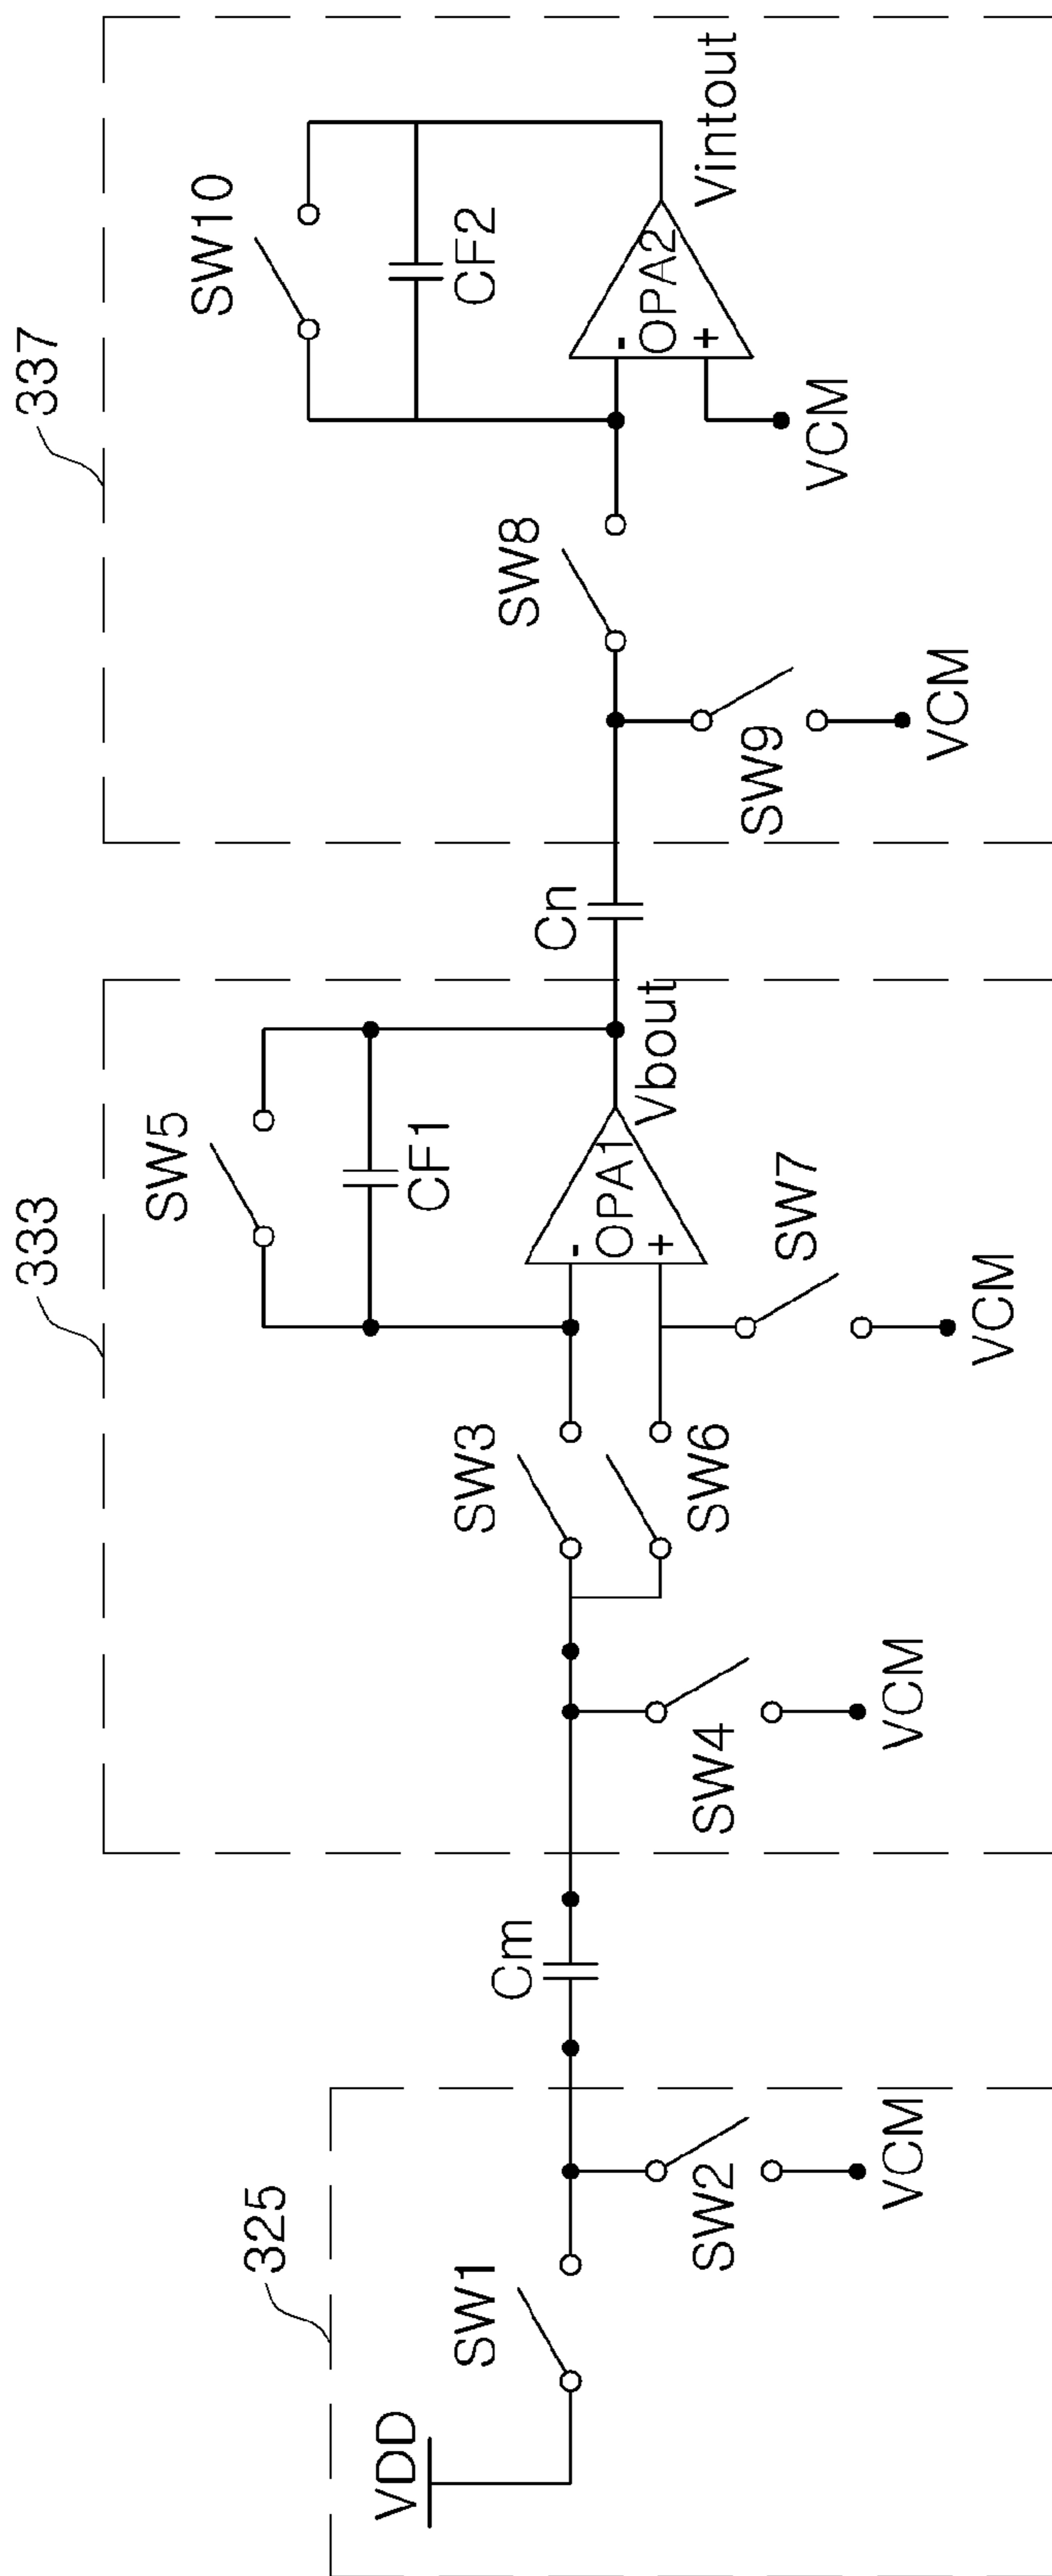 325
VDD
SW1
SW2
VCM
Cm
333
SW4
VCM
SW3
SW6
SW5
CF1
-
OPA1
+
SW7
VCM
Vbout
Cn
337
SW9
VCM
SW8
SW10
CF2
-
OPA2
+
VCM
Vintout